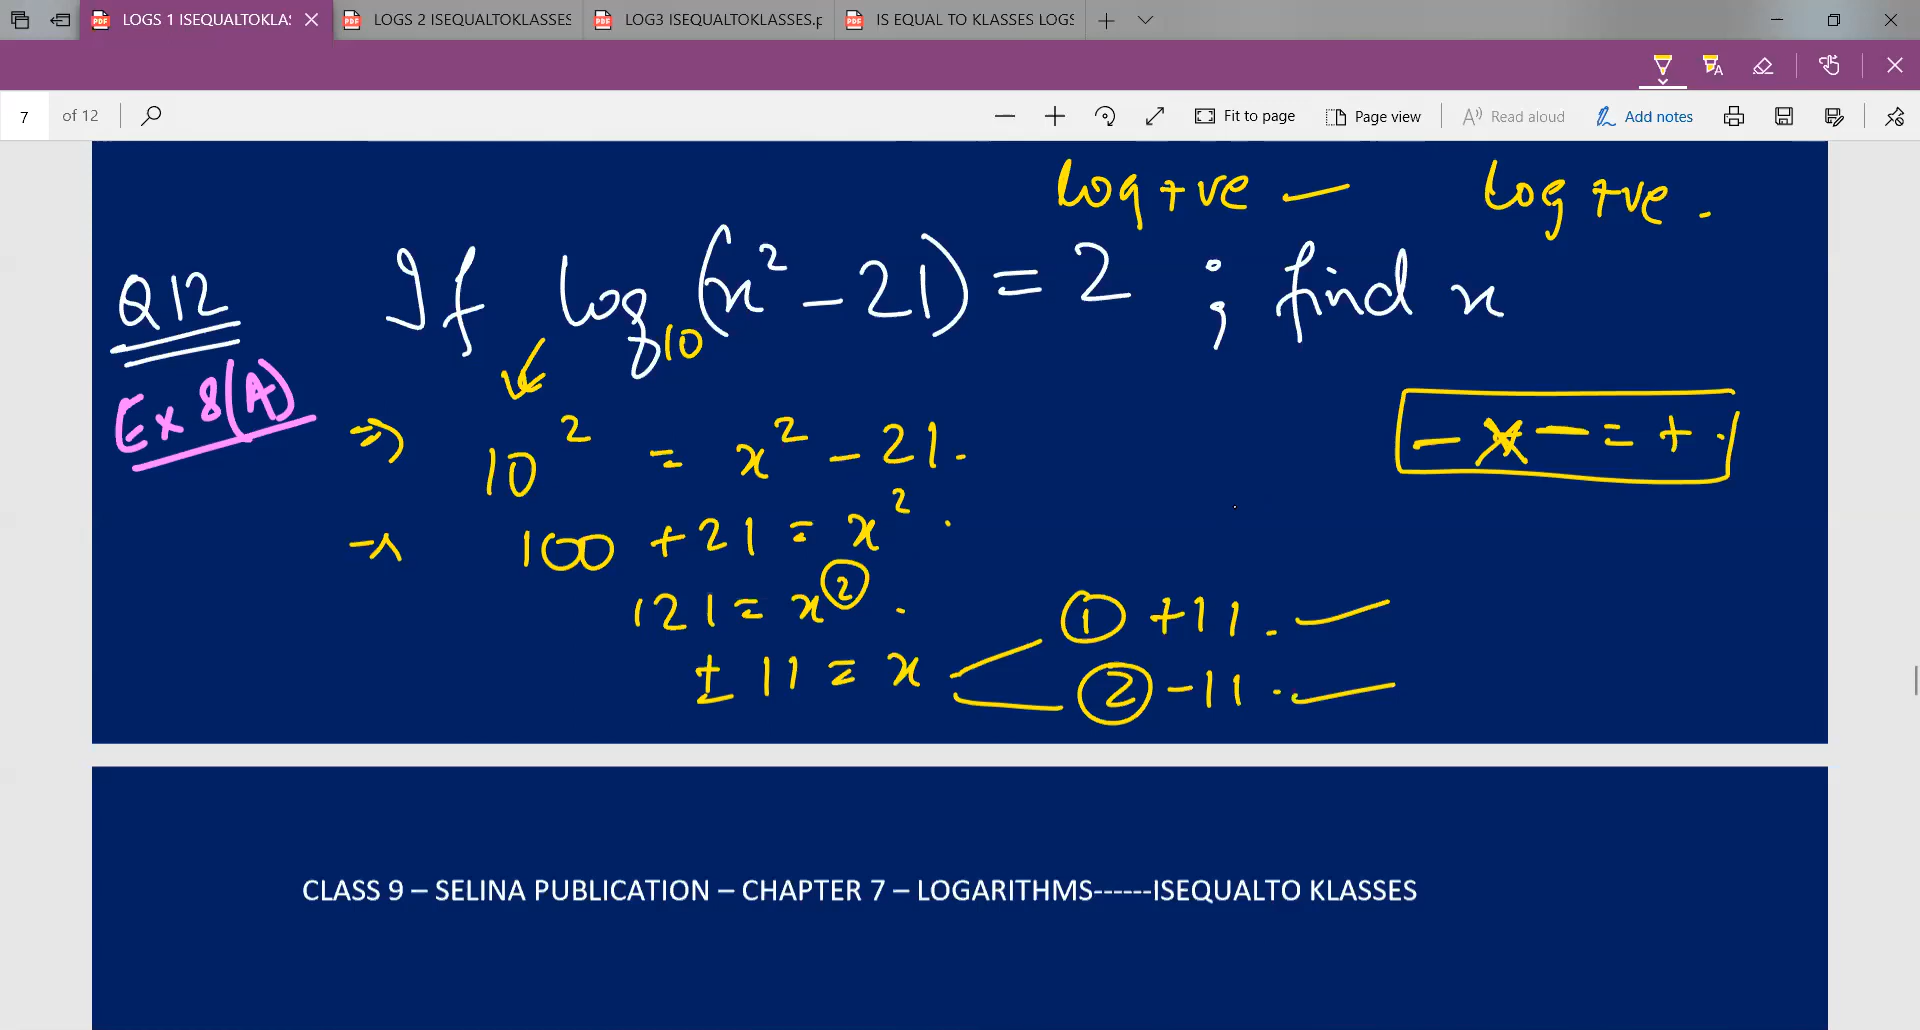 LOGS 1 ISEQUALTOKLAS
LOGS 2 ISEQUALTOKLASSES
LOG3 ISEQUALTOKLASSES.p
IS EQUAL TO KLASSES LOGS
7 of 12
Fit to page
Page view
Read aloud
Add notes
log +ve — log +ve .
Q12 If log₁₀(x² - 21) = 2 ; find x
Ex 8(A)
⇒ 10² = x² - 21.
- × - = + .
⇒ 100 + 21 = x² .
121 = x² .
± 11 = x
① +11 .
② -11 .
CLASS 9 – SELINA PUBLICATION – CHAPTER 7 – LOGARITHMS------ISEQUALTO KLASSES